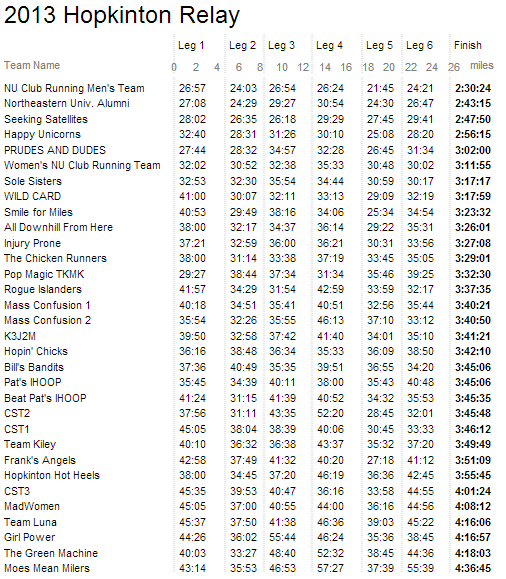 2013 Hopkinton Relay
Leg 1 Leg 2 Leg 3 Leg 4 Leg 5 Leg 6 Finish
Team Name 0 2 4 6 8 10 12 14 16 18 20 22 24 26 miles
NU Club Running Men's Team 26:57 24:03 26:54 26:24 21:45 24:21 2:30:24
Northeastern Univ. Alumni 27:08 24:29 29:27 30:54 24:30 26:47 2:43:15
Seeking Satellites 28:02 26:35 26:18 29:29 27:45 29:41 2:47:50
Happy Unicorns 32:40 28:31 31:26 30:10 25:08 28:20 2:56:15
PRUDES AND DUDES 27:44 28:32 34:57 32:28 26:45 31:34 3:02:00
Women's NU Club Running Team 32:02 30:52 32:38 35:33 30:48 30:02 3:11:55
Sole Sisters 32:53 32:30 35:54 34:44 30:59 30:17 3:17:17
WILD CARD 41:00 30:07 32:11 33:13 29:09 32:19 3:17:59
Smile for Miles 40:53 29:49 38:16 34:06 25:34 34:54 3:23:32
All Downhill From Here 38:00 32:17 34:37 36:14 29:22 35:31 3:26:01
Injury Prone 37:21 32:59 36:00 36:21 30:31 33:56 3:27:08
The Chicken Runners 38:00 31:14 33:38 37:19 33:45 35:05 3:29:01
Pop Magic TKMK 29:27 38:44 37:34 31:34 35:46 39:25 3:32:30
Rogue Islanders 41:57 34:29 31:54 42:59 33:59 32:17 3:37:35
Mass Confusion 1 40:18 34:51 35:41 40:51 32:56 35:44 3:40:21
Mass Confusion 2 35:54 32:26 35:55 46:13 37:10 33:12 3:40:50
K3J2M 39:50 32:58 37:42 41:40 34:01 35:10 3:41:21
Hopin' Chicks 36:16 38:48 36:34 35:33 36:09 38:50 3:42:10
Bill's Bandits 37:36 40:49 35:35 39:51 36:55 34:20 3:45:06
Pat's IHOOP 35:45 34:39 40:11 38:00 35:43 40:48 3:45:06
Beat Pat's IHOOP 41:24 31:15 41:39 40:52 34:32 35:53 3:45:35
CST2 37:56 31:11 43:35 52:20 28:45 32:01 3:45:48
CST1 45:05 38:04 38:39 40:06 30:45 33:33 3:46:12
Team Kiley 40:10 36:32 36:38 43:37 35:32 37:20 3:49:49
Frank's Angels 42:58 37:49 41:32 40:20 27:18 41:12 3:51:09
Hopkinton Hot Heels 38:00 34:45 37:20 46:19 36:36 42:45 3:55:45
CST3 45:35 39:53 40:47 36:16 33:58 44:55 4:01:24
MadWomen 45:05 37:00 40:55 44:00 36:16 44:56 4:08:12
Team Luna 45:37 37:50 41:38 46:36 39:03 45:22 4:16:06
Girl Power 44:26 36:02 55:44 46:24 35:36 38:45 4:16:57
The Green Machine 40:03 33:27 48:40 52:32 38:45 44:36 4:18:03
Moes Mean Milers 43:14 35:53 46:53 57:27 37:39 55:39 4:36:45